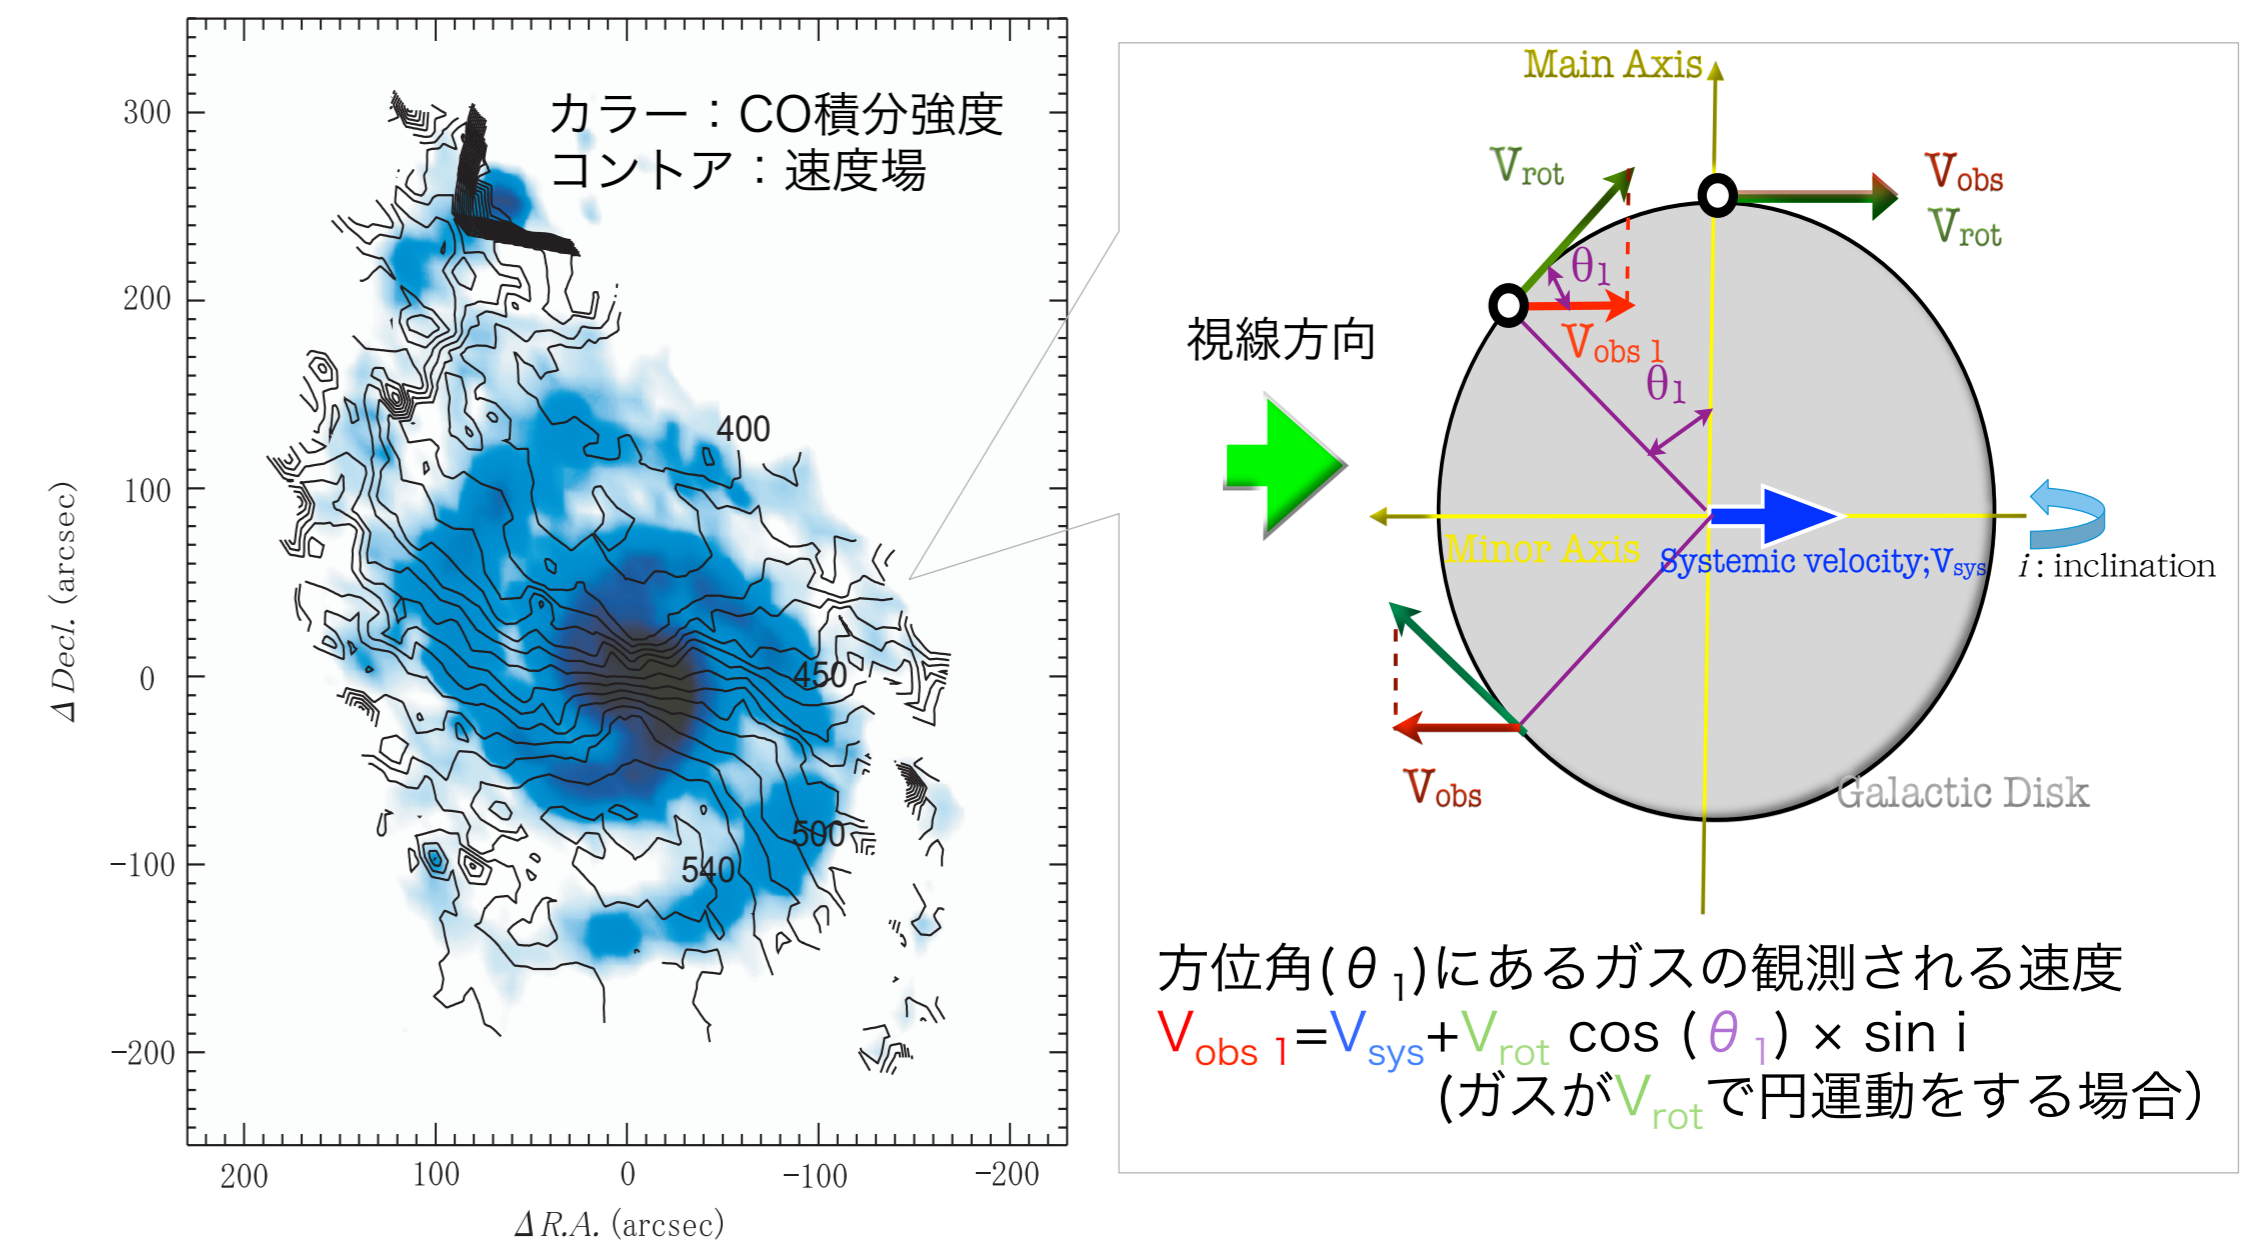 カラー：CO積分強度
コントア：速度場
300
200
100
0
-100
-200
200
100
0
-100
-200
Δ Decl. (arcsec)
Δ R.A. (arcsec)
400
450
500
540
Main Axis
Vrot
Vobs
Vrot
θ1
Vobs 1
θ1
視線方向
Minor Axis
Systemic velocity;Vsys
i : inclination
Vobs
Galactic Disk
方位角(θ1)にあるガスの観測される速度
Vobs 1=Vsys+Vrot cos (θ1) × sin i
(ガスがVrotで円運動をする場合）